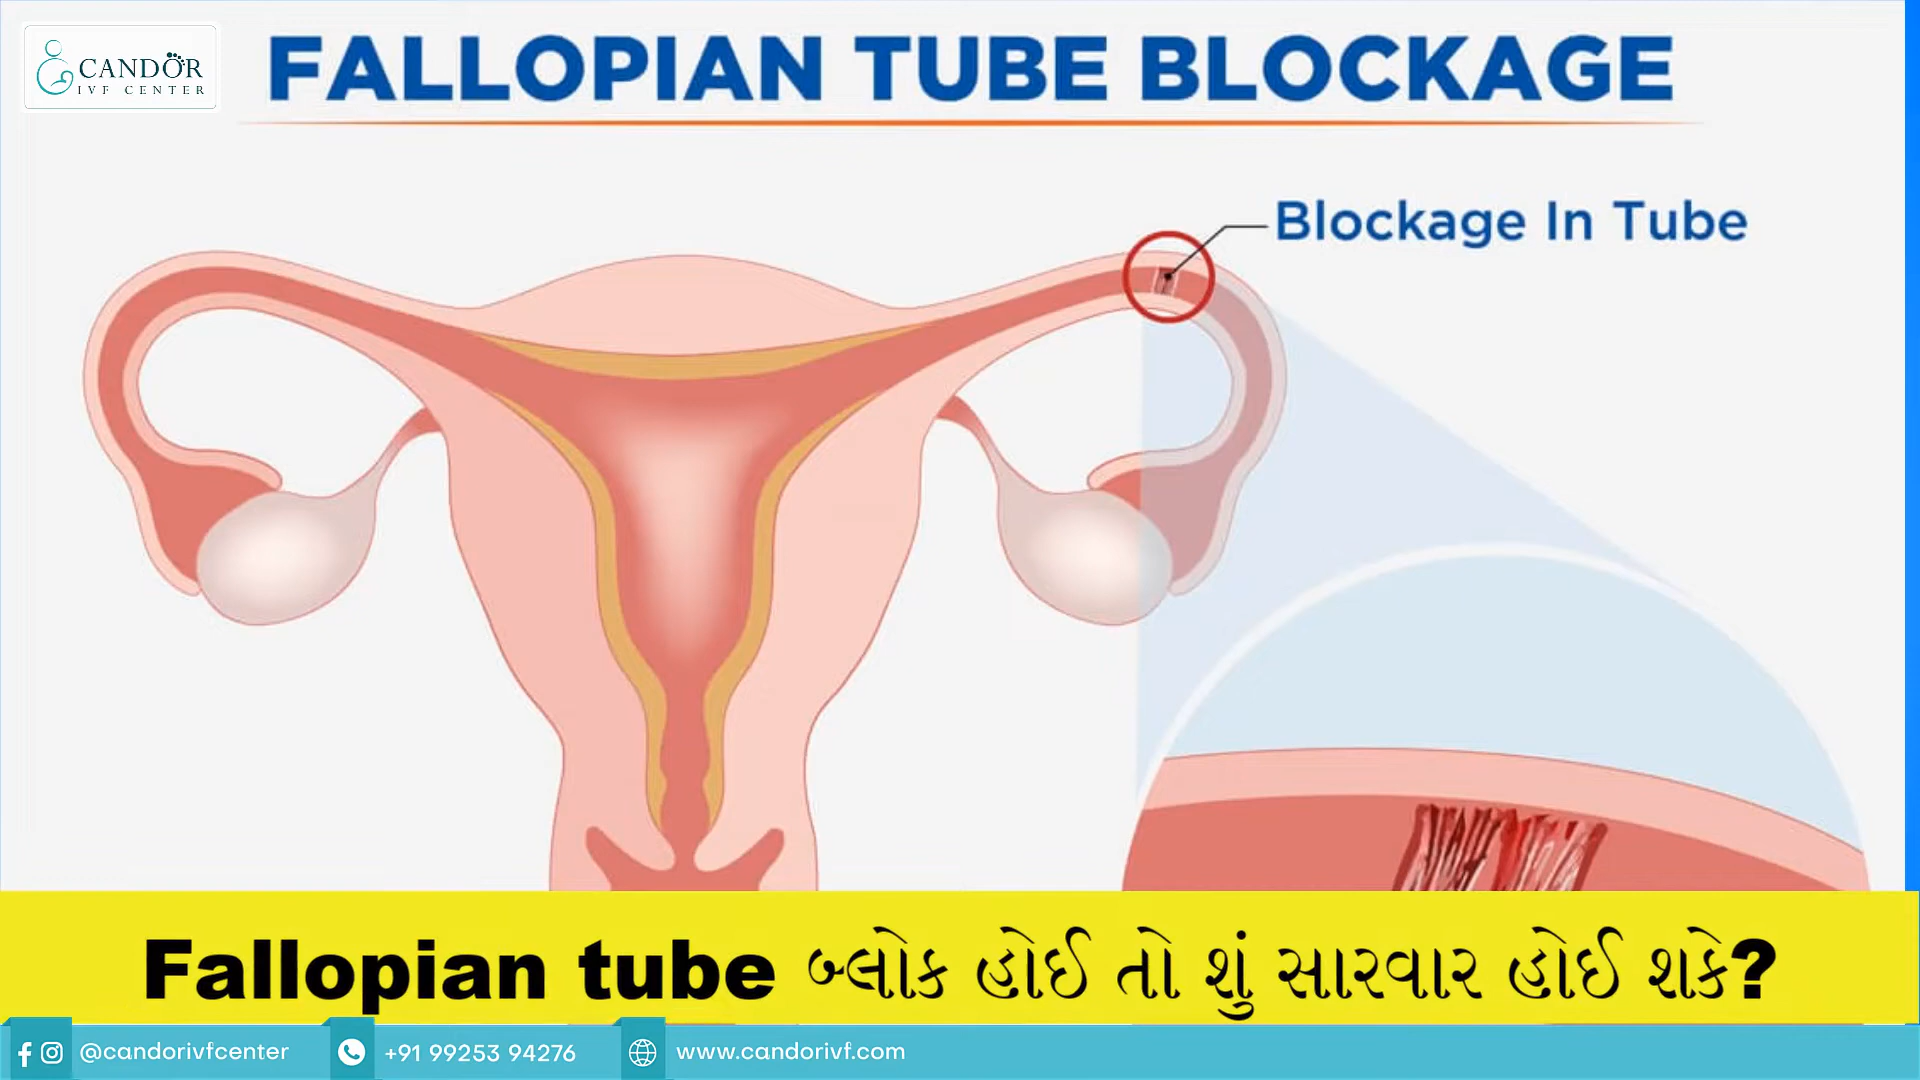 CANDOR
IVF CENTER
FALLOPIAN TUBE BLOCKAGE
Blockage In Tube
Fallopian tube બ્લોક હોઈ તો શું સારવાર હોઈ શકે?
@candorivfcenter +91 99253 94276 www.candorivf.com